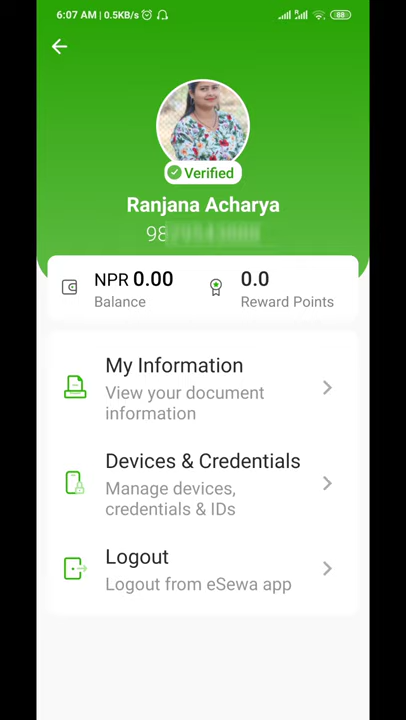 6:07 AM | 0.5KB/s
88
Verified
Ranjana Acharya
98
NPR 0.00
Balance
0.0
Reward Points
My Information
View your document
information
Devices & Credentials
Manage devices,
credentials & IDs
Logout
Logout from eSewa app